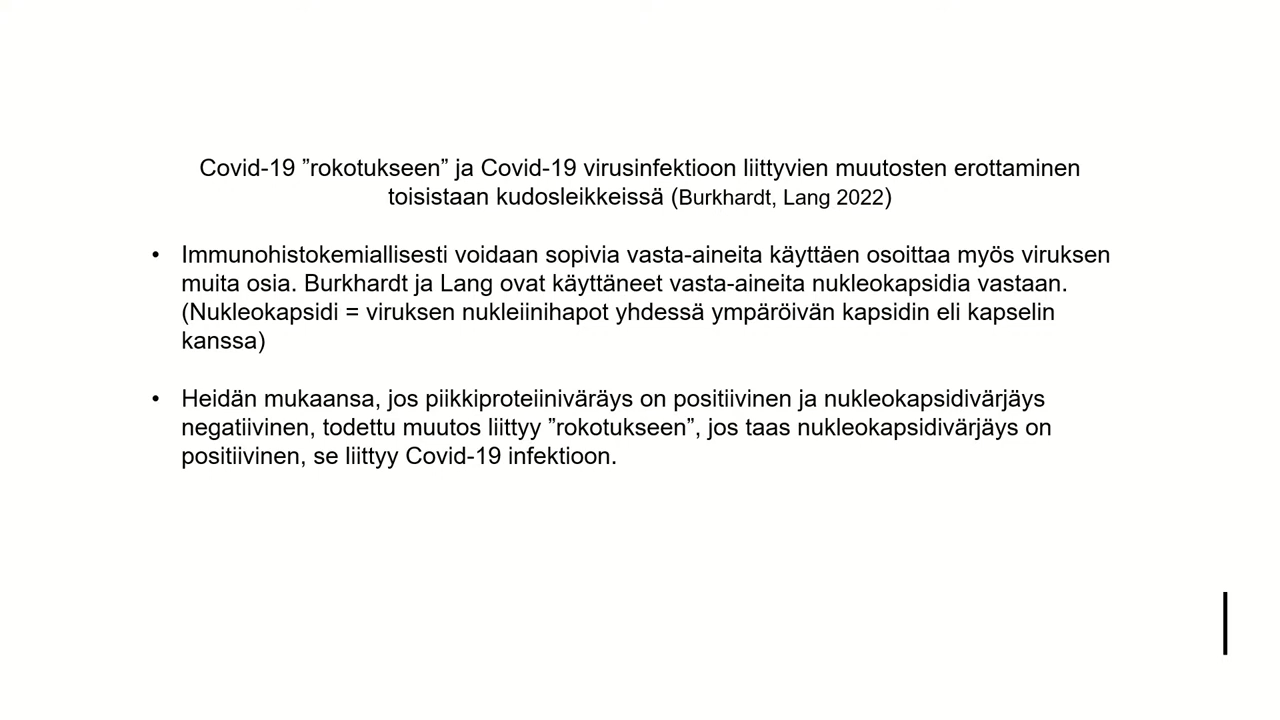 Covid-19 ”rokotukseen” ja Covid-19 virusinfektioon liittyvien muutosten erottaminen
toisistaan kudosleikkeissä (Burkhardt, Lang 2022)
• Immunohistokemiallisesti voidaan sopivia vasta-aineita käyttäen osoittaa myös viruksen
muita osia. Burkhardt ja Lang ovat käyttäneet vasta-aineita nukleokapsidia vastaan.
(Nukleokapsidi = viruksen nukleiinihapot yhdessä ympäröivän kapsidin eli kapselin
kanssa)
• Heidän mukaansa, jos piikkiproteiiniväräys on positiivinen ja nukleokapsidivärjäys
negatiivinen, todettu muutos liittyy ”rokotukseen”, jos taas nukleokapsidivärjäys on
positiivinen, se liittyy Covid-19 infektioon.